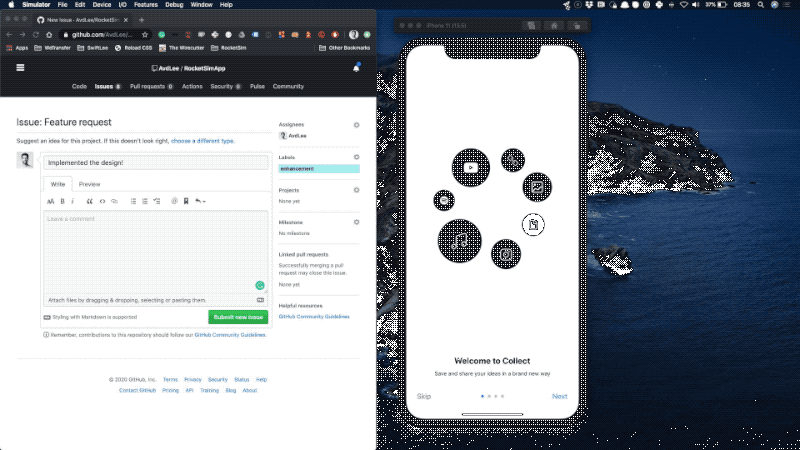 Simulator File Edit Device I/O Features Debug Window Help
37%
08:35
New Issue · AvdLee/RocketSim
github.com/AvdLee/
Apps WeTransfer SwiftLee Reload CSS The Wirecutter RocketSim Other Bookmarks
AvdLee / RocketSimApp
Code Issues 8 Pull requests 0 Actions Security 0 Pulse Community
Issue: Feature request
Suggest an idea for this project. If this doesn't look right, choose a different type.
Implemented the design!
Write Preview
AA B i
Leave a comment
Attach files by dragging & dropping, selecting or pasting them.
Styling with Markdown is supported
Submit new issue
Remember, contributions to this repository should follow our GitHub Community Guidelines.
Assignees
AvdLee
Labels
enhancement
Projects
None yet
Milestone
No milestone
Linked pull requests
Successfully merging a pull
request may close this issue.
None yet
Helpful resources
GitHub Community Guidelines
© 2020 GitHub, Inc. Terms Privacy Security Status Help
Contact GitHub Pricing API Training Blog About
iPhone 11 (13.6)
Welcome to Collect
Save and share your ideas in a brand new way
Skip
Next